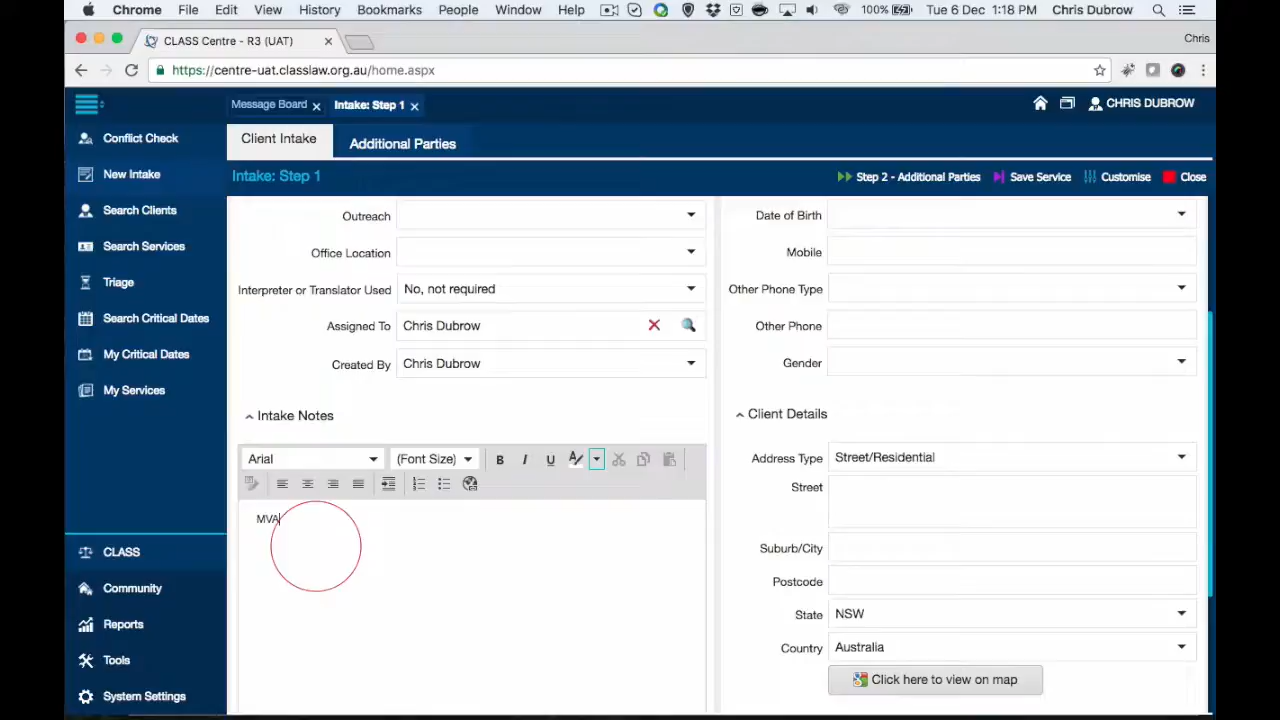 Chrome File Edit View History Bookmarks People Window Help 100% Tue 6 Dec 1:18 PM Chris Dubrow
CLASS Centre - R3 (UAT) Chris
https://centre-uat.classlaw.org.au/home.aspx
Message Board Intake: Step 1 CHRIS DUBROW
Conflict Check Client Intake Additional Parties
New Intake Intake: Step 1 Step 2 - Additional Parties Save Service Customise Close
Search Clients Outreach Date of Birth
Search Services Office Location Mobile
Triage Interpreter or Translator Used No, not required Other Phone Type
Search Critical Dates Assigned To Chris Dubrow Other Phone
My Critical Dates Created By Chris Dubrow Gender
My Services
Intake Notes Client Details
Arial (Font Size) B I U A Address Type Street/Residential
Street
MVA
CLASS Suburb/City
Community Postcode
Reports State NSW
Tools Country Australia
System Settings Click here to view on map